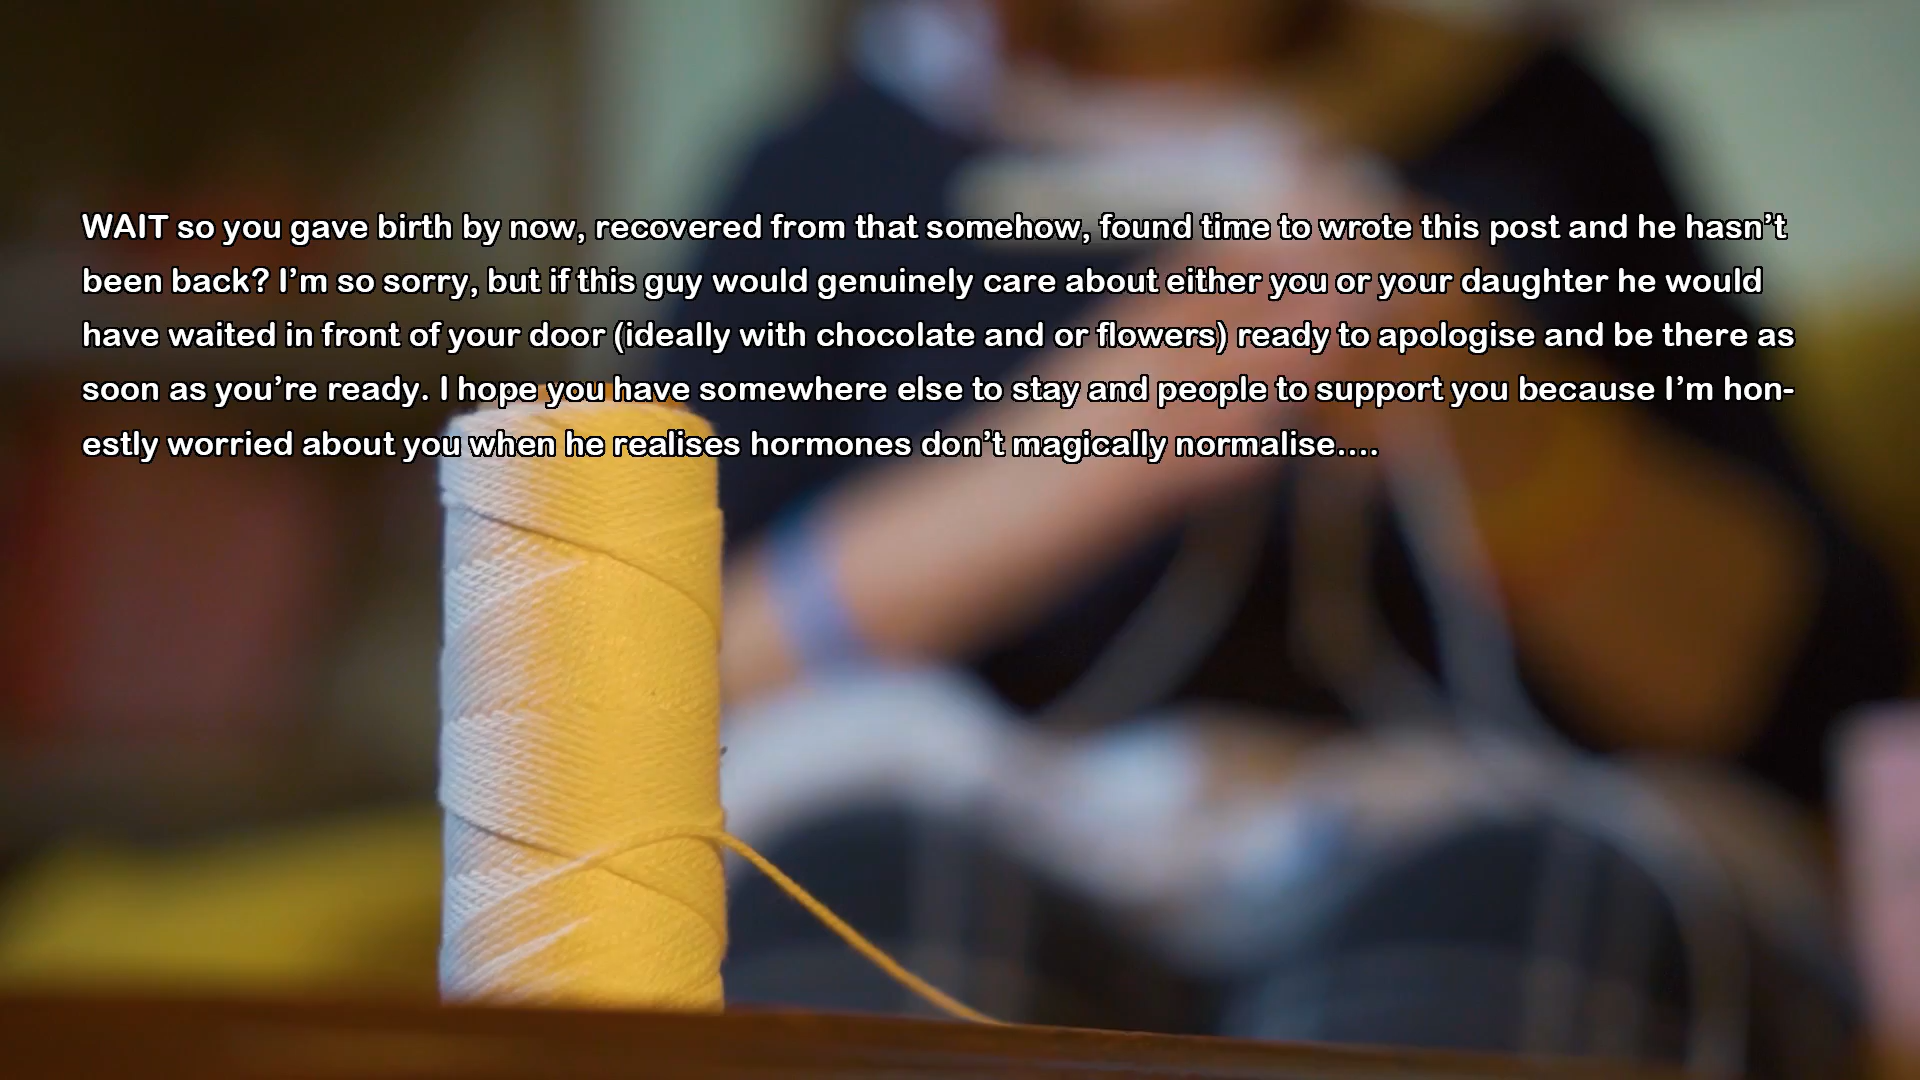 WAIT so you gave birth by now, recovered from that somehow, found time to wrote this post and he hasn’t
been back? I’m so sorry, but if this guy would genuinely care about either you or your daughter he would
have waited in front of your door (ideally with chocolate and or flowers) ready to apologise and be there as
soon as you’re ready. I hope you have somewhere else to stay and people to support you because I’m hon-
estly worried about you when he realises hormones don’t magically normalise....